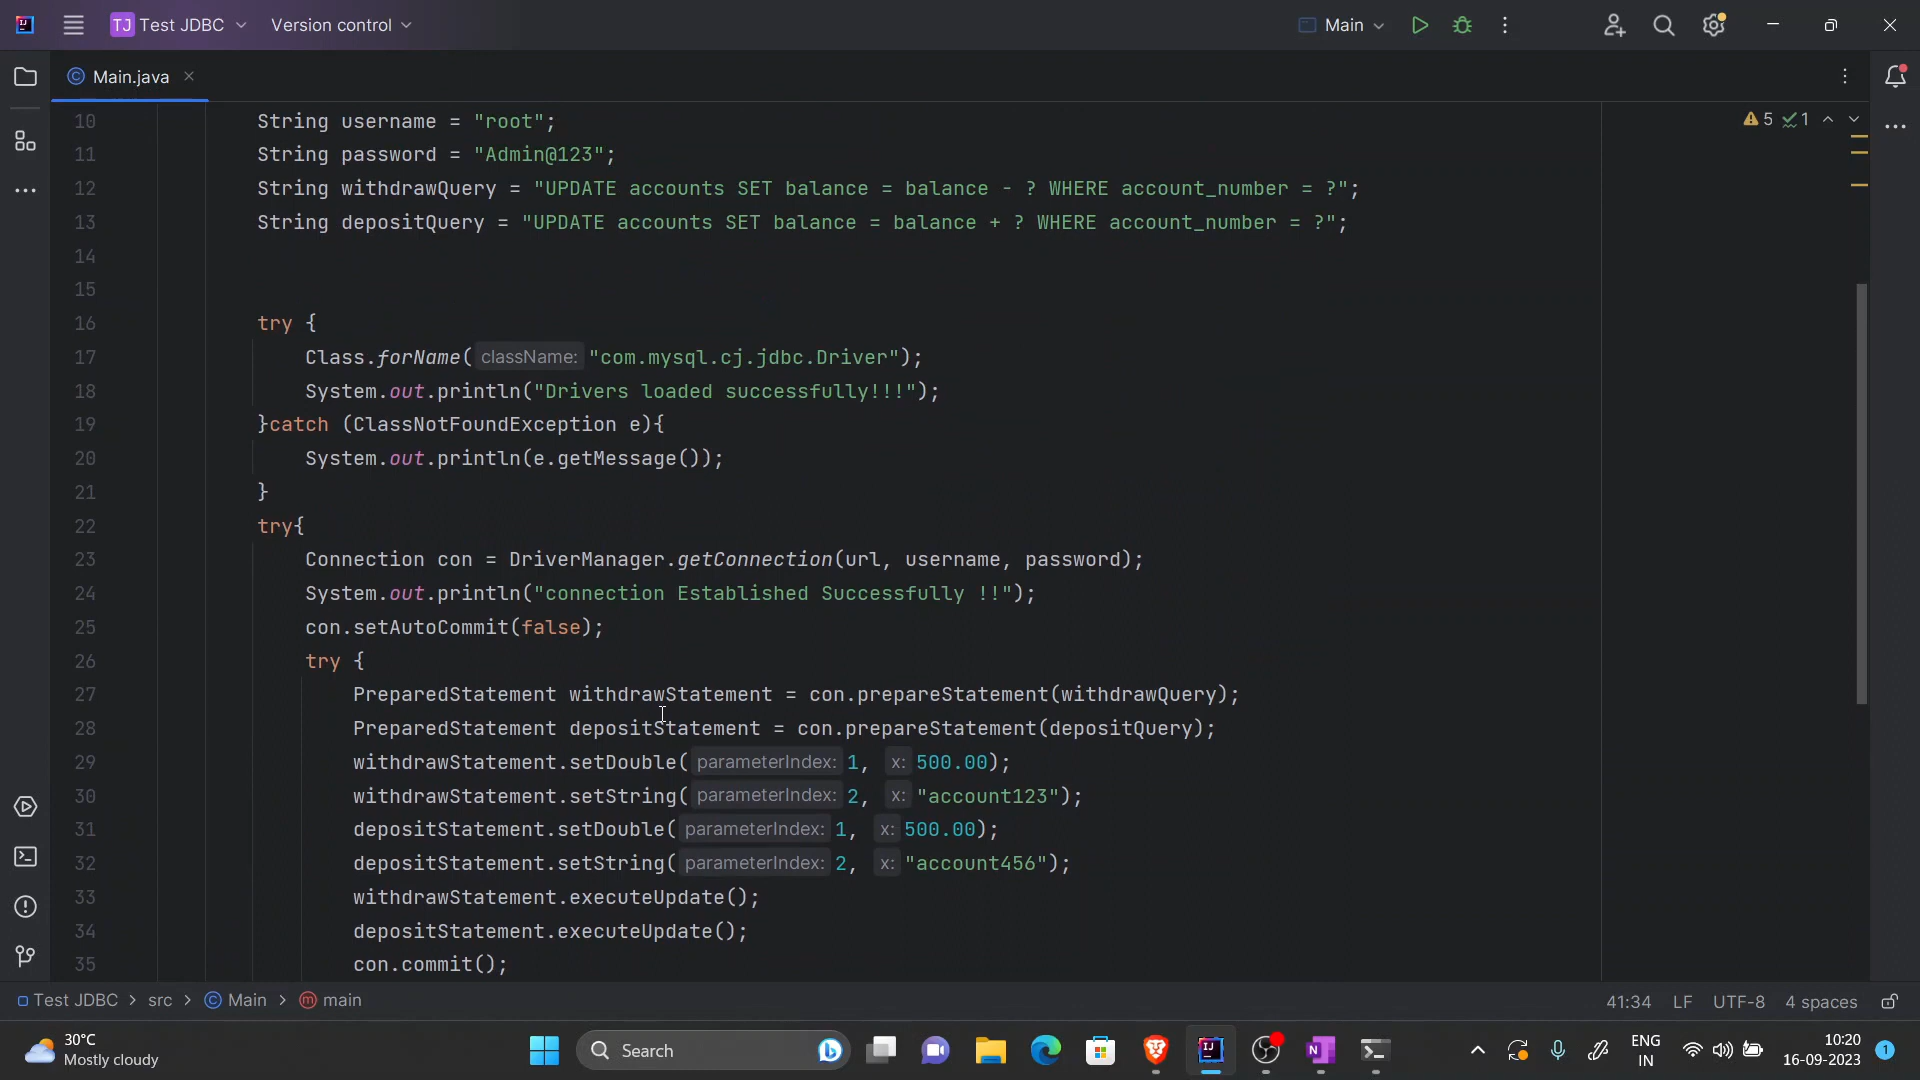 TJ Test JDBC Version control Main
Main.java
5 1
10 String username = "root";
11 String password = "Admin@123";
12 String withdrawQuery = "UPDATE accounts SET balance = balance - ? WHERE account_number = ?";
13 String depositQuery = "UPDATE accounts SET balance = balance + ? WHERE account_number = ?";
14
15
16 try {
17 Class.forName( className: "com.mysql.cj.jdbc.Driver");
18 System.out.println("Drivers loaded successfully!!!");
19 }catch (ClassNotFoundException e){
20 System.out.println(e.getMessage());
21 }
22 try{
23 Connection con = DriverManager.getConnection(url, username, password);
24 System.out.println("connection Established Successfully !!");
25 con.setAutoCommit(false);
26 try {
27 PreparedStatement withdrawStatement = con.prepareStatement(withdrawQuery);
28 PreparedStatement depositStatement = con.prepareStatement(depositQuery);
29 withdrawStatement.setDouble( parameterIndex: 1, x: 500.00);
30 withdrawStatement.setString( parameterIndex: 2, x: "account123");
31 depositStatement.setDouble( parameterIndex: 1, x: 500.00);
32 depositStatement.setString( parameterIndex: 2, x: "account456");
33 withdrawStatement.executeUpdate();
34 depositStatement.executeUpdate();
35 con.commit();
Test JDBC > src > Main > main 41:34 LF UTF-8 4 spaces
30°C
Mostly cloudy
Search
ENG
IN
10:20
16-09-2023
1